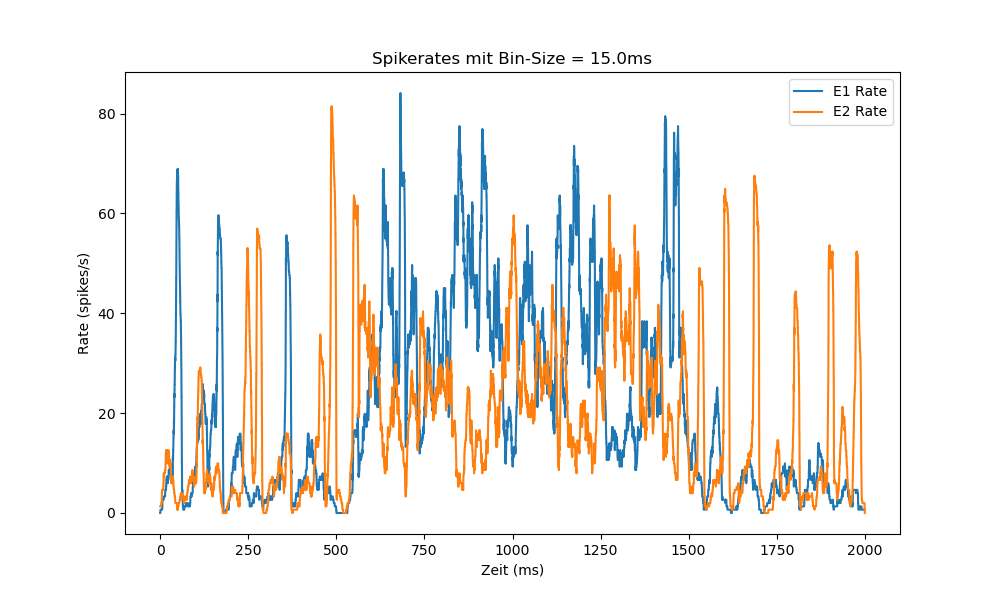 Spikerates mit Bin-Size = 15.0ms
E1 Rate
E2 Rate
Rate (spikes/s)
80
60
40
20
0
0 250 500 750 1000 1250 1500 1750 2000
Zeit (ms)